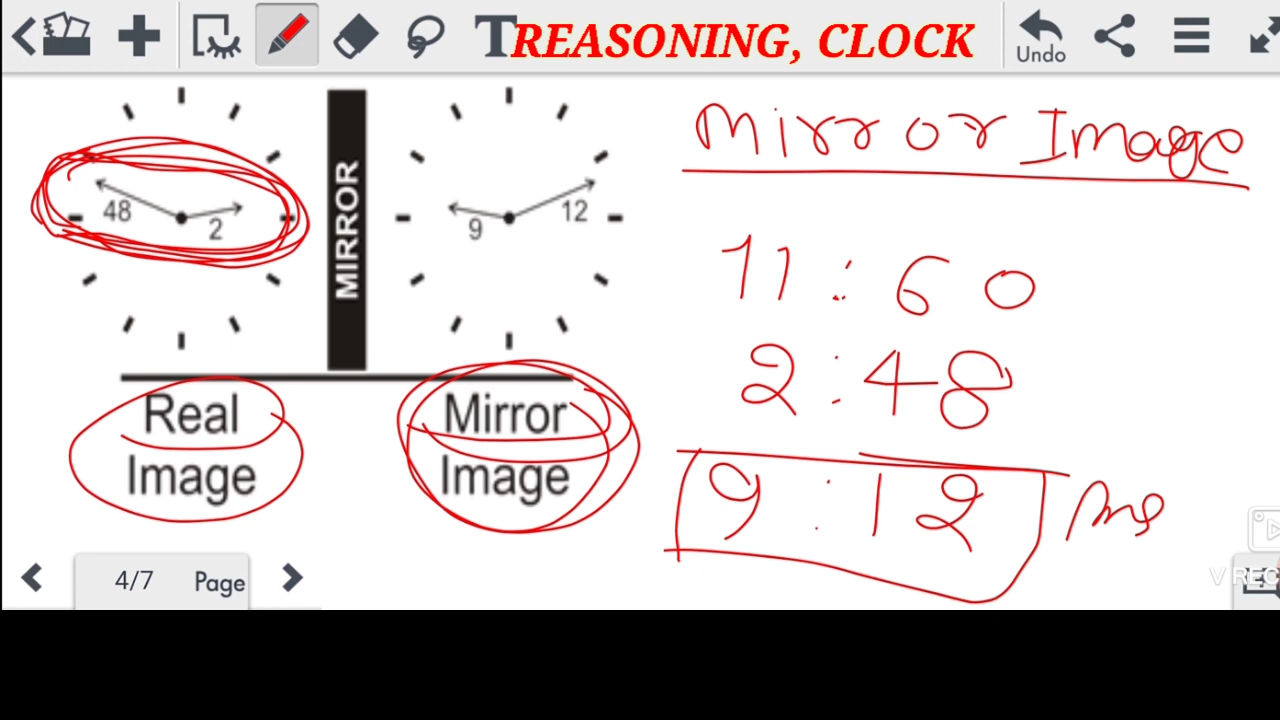 REASONING, CLOCK
Undo
48
2
MIRROR
9
12
Real
Image
Mirror
Image
Mirror Image
11:60
2:48
9:12 Ans
4/7 Page
V REC